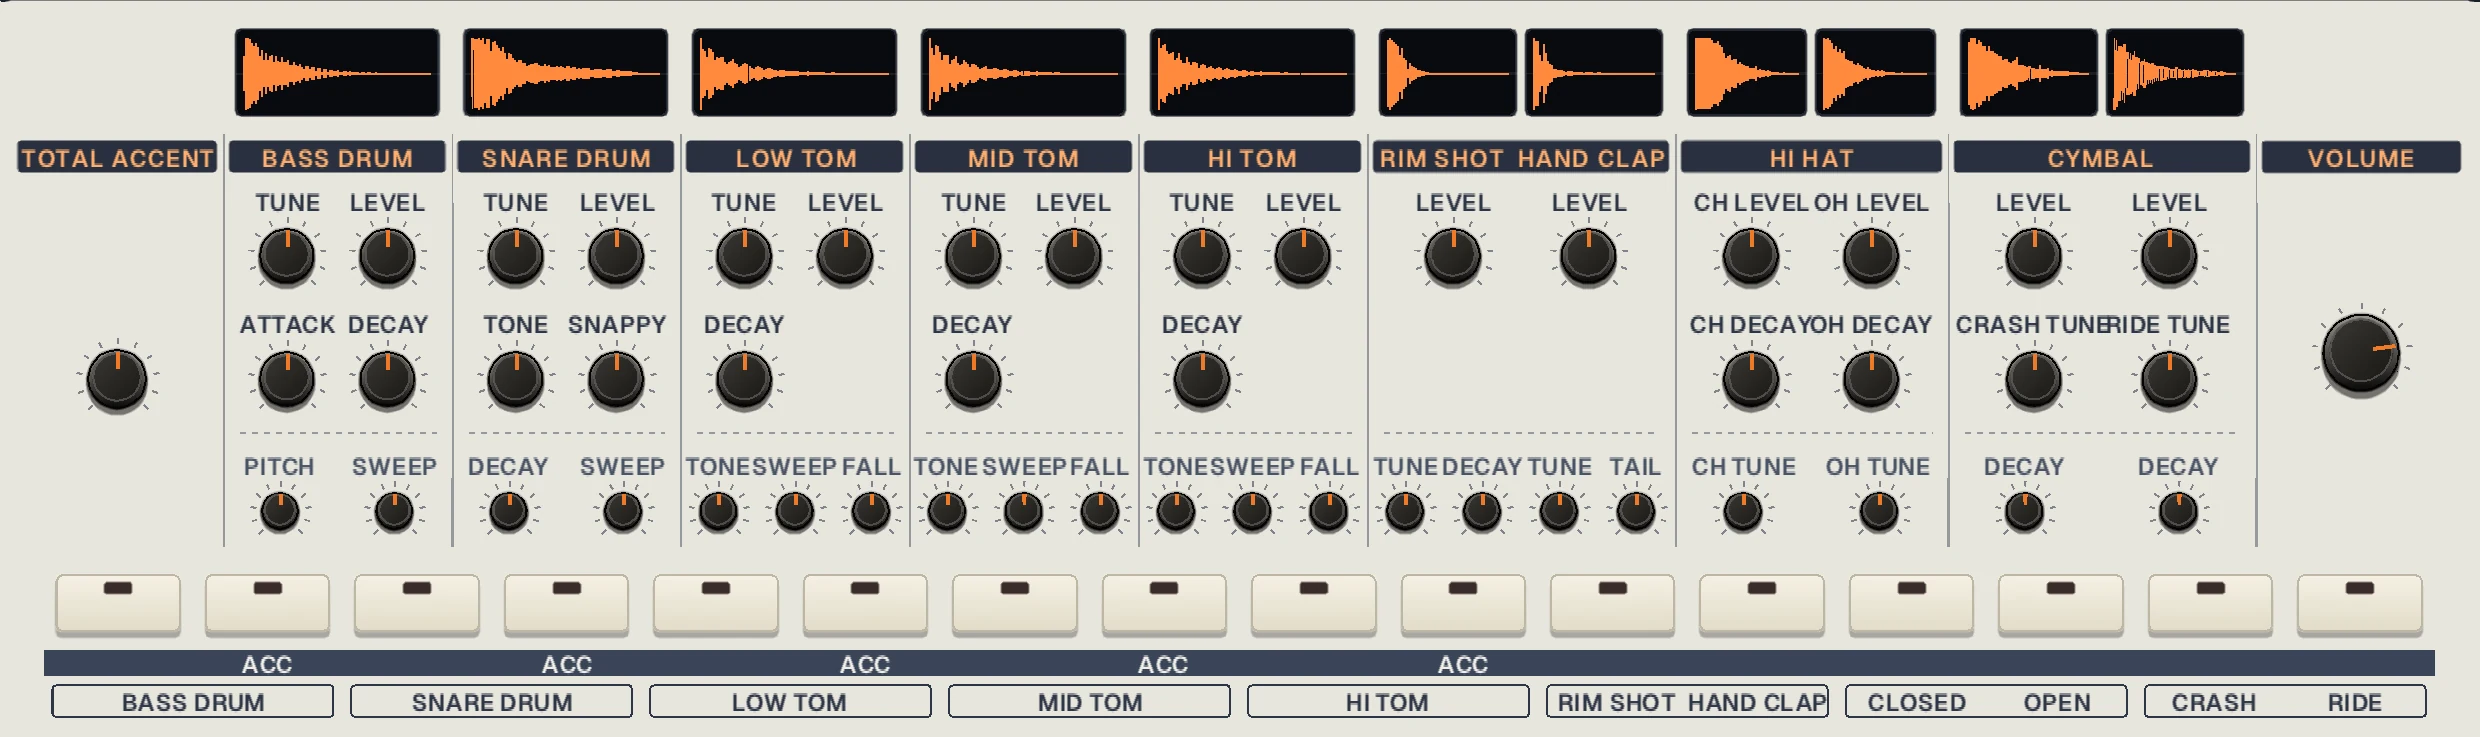 TOTAL ACCENT BASS DRUM SNARE DRUM LOW TOM MID TOM HI TOM RIM SHOT HAND CLAP HI HAT CYMBAL VOLUME
TUNE LEVEL TUNE LEVEL TUNE LEVEL TUNE LEVEL TUNE LEVEL LEVEL LEVEL CH LEVEL OH LEVEL LEVEL LEVEL
ATTACK DECAY TONE SNAPPY DECAY DECAY DECAY CH DECAY OH DECAY CRASH TUNE RIDE TUNE
PITCH SWEEP DECAY SWEEP TONE SWEEP FALL TONE SWEEP FALL TONE SWEEP FALL TUNE DECAY TUNE TAIL CH TUNE OH TUNE DECAY DECAY
ACC ACC ACC ACC ACC
BASS DRUM SNARE DRUM LOW TOM MID TOM HI TOM RIM SHOT HAND CLAP CLOSED OPEN CRASH RIDE